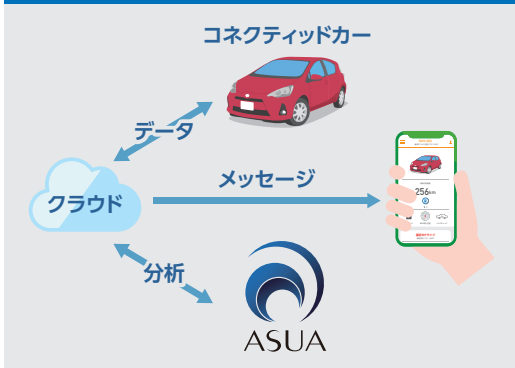 コネクティッドカー
データ
メッセージ
クラウド
256km
分析
ASUA